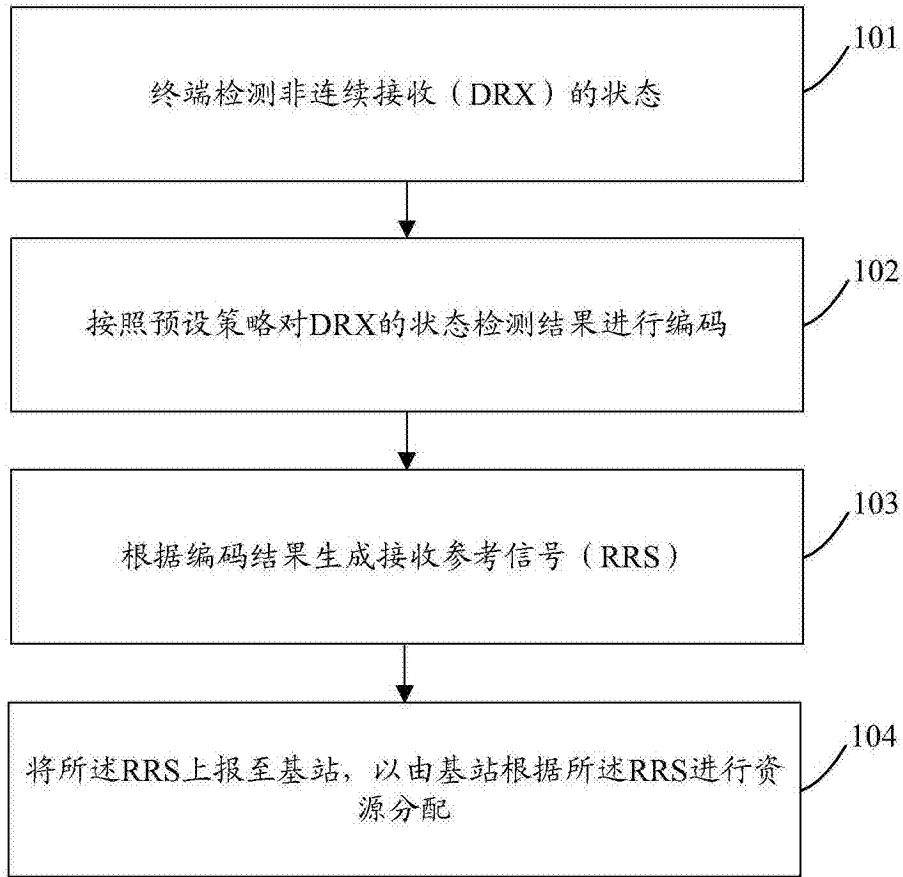 101
终端检测非连续接收（DRX）的状态
102
按照预设策略对DRX的状态检测结果进行编码
103
根据编码结果生成接收参考信号（RRS）
104
将所述RRS上报至基站，以由基站根据所述RRS进行资
源分配